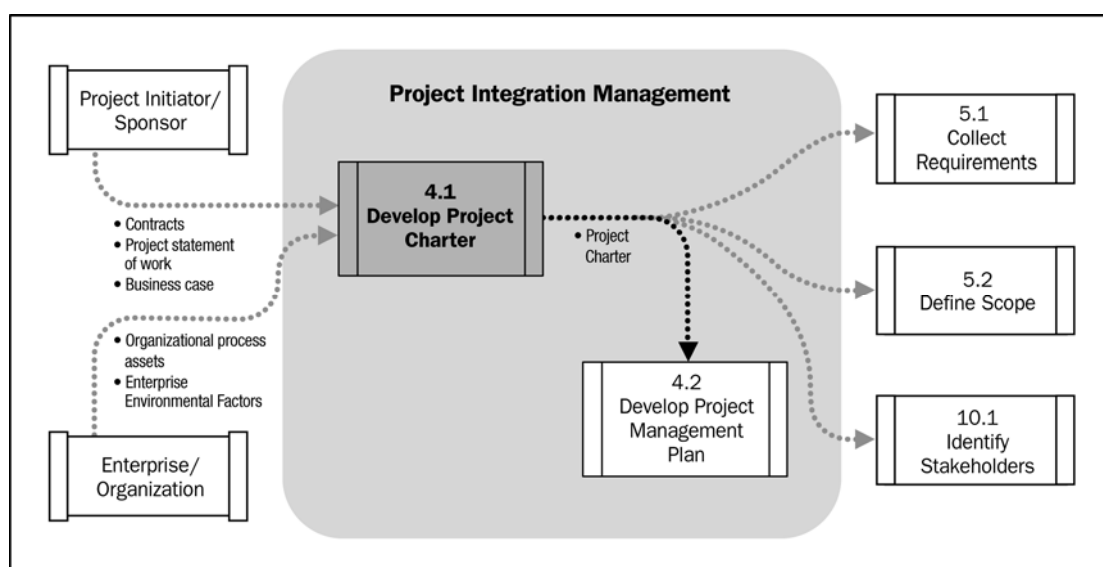 Project Integration Management
Project Initiator/
Sponsor
• Contracts
• Project statement
of work
• Business case
• Organizational process
assets
• Enterprise
Environmental Factors
Enterprise/
Organization
4.1
Develop Project
Charter
• Project
Charter
4.2
Develop Project
Management
Plan
5.1
Collect
Requirements
5.2
Define Scope
10.1
Identify
Stakeholders